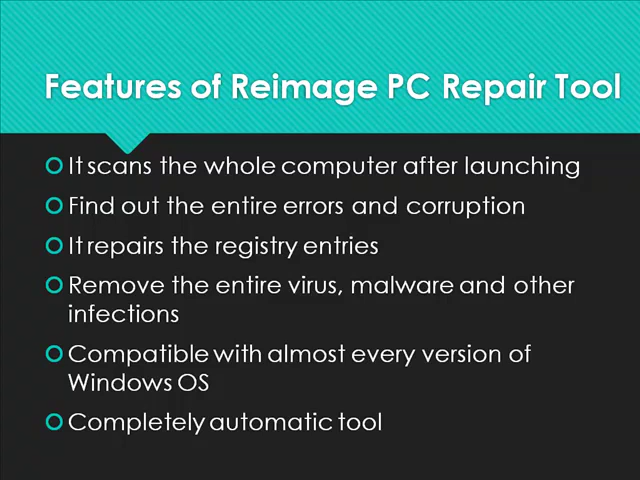 Features of Reimage PC Repair Tool
It scans the whole computer after launching
Find out the entire errors and corruption
It repairs the registry entries
Remove the entire virus, malware and other
infections
Compatible with almost every version of
Windows OS
Completely automatic tool